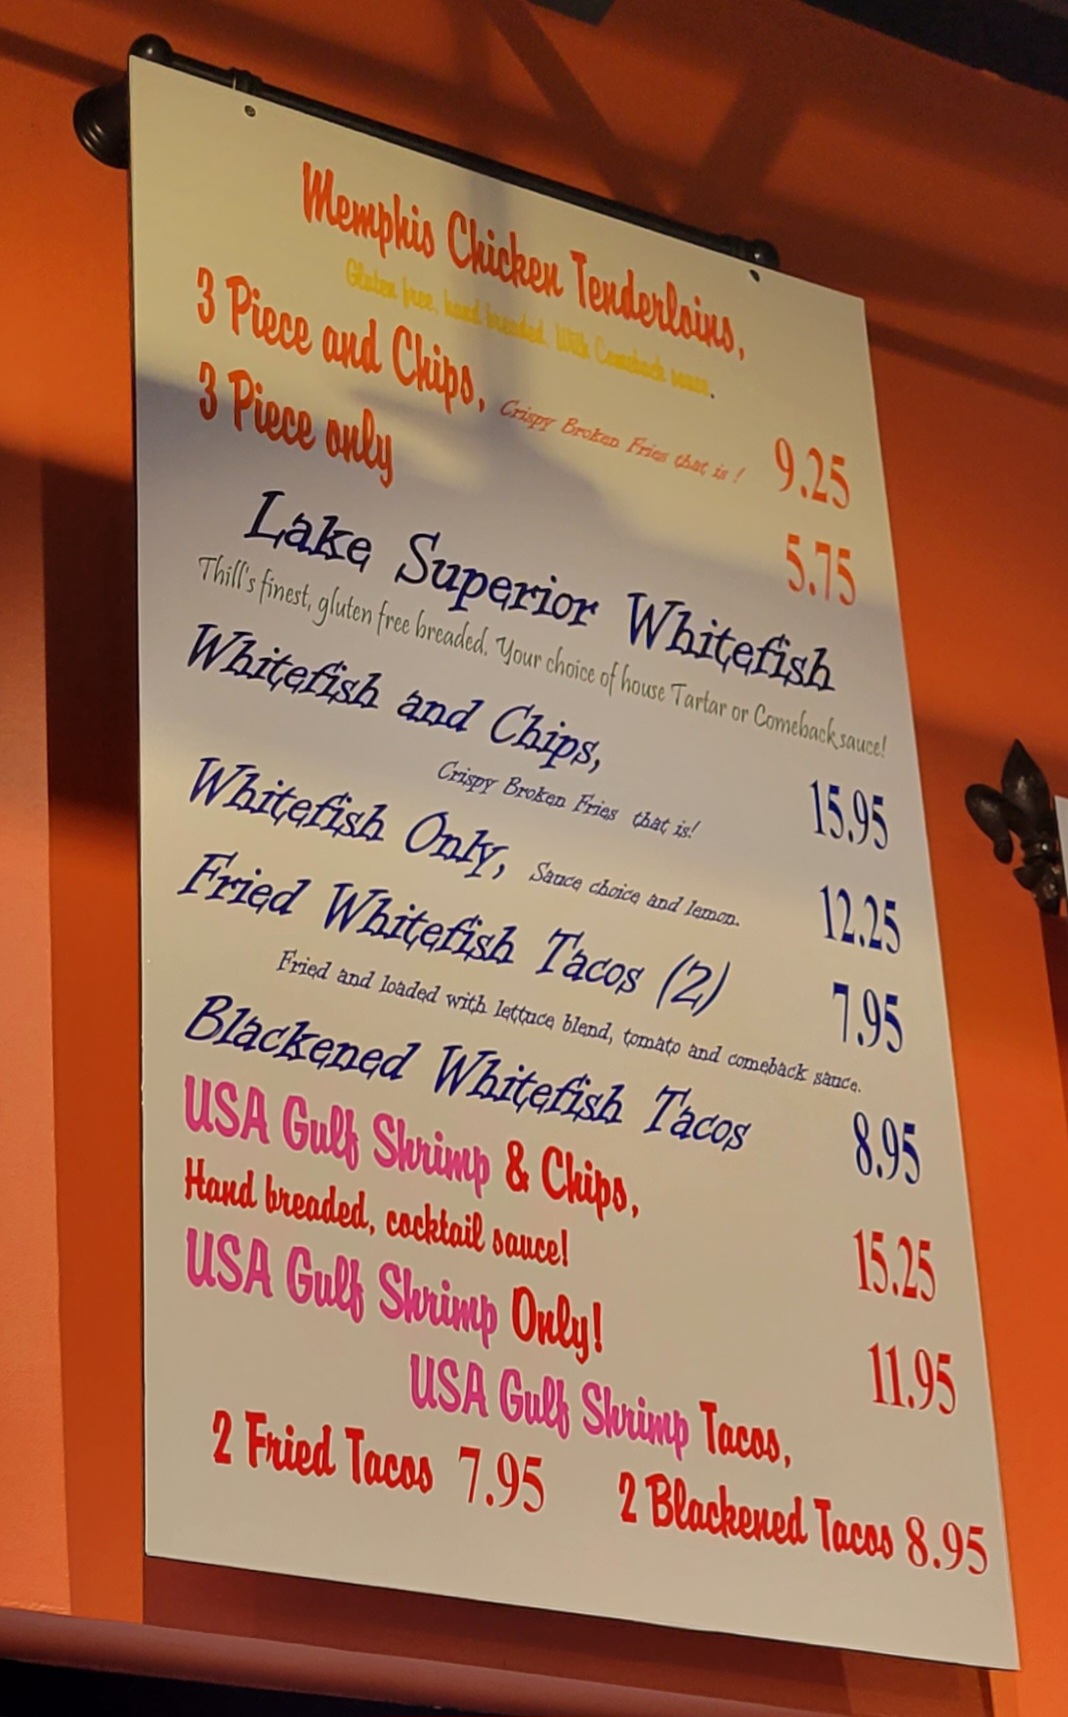 Memphis Chicken Tenderloins,
Gluten free, hand breaded. With Comeback sauce.
3 Piece and Chips, Crispy Broken Fries that is ! 9.25
3 Piece only 5.75
Lake Superior Whitefish
Thill's finest, gluten free breaded. Your choice of house Tartar or Comeback sauce!
Whitefish and Chips, 15.95
Crispy Broken Fries that is!
Whitefish Only, Sauce choice and lemon. 12.25
Fried Whitefish Tacos (2) 7.95
Fried and loaded with lettuce blend, tomato and comeback sauce.
Blackened Whitefish Tacos 8.95
USA Gulf Shrimp & Chips, 15.25
Hand breaded, cocktail sauce!
USA Gulf Shrimp Only! 11.95
USA Gulf Shrimp Tacos,
2 Fried Tacos 7.95 2 Blackened Tacos 8.95